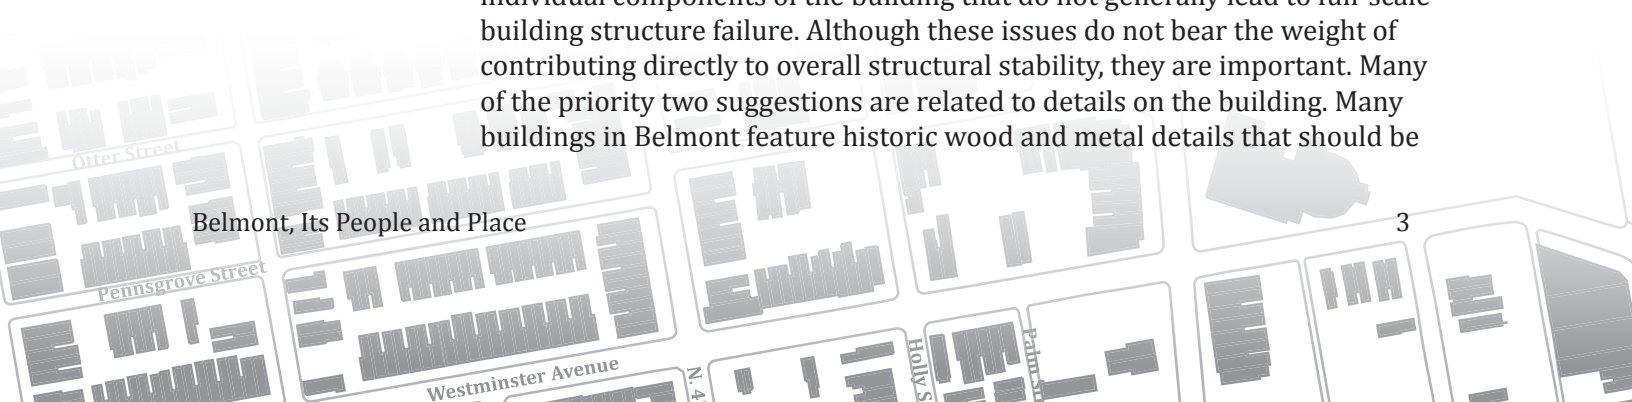 individual components of the building that do not generally lead to full-scale
building structure failure. Although these issues do not bear the weight of
contributing directly to overall structural stability, they are important. Many
of the priority two suggestions are related to details on the building. Many
buildings in Belmont feature historic wood and metal details that should be
Otter Street
Belmont, Its People and Place 3
Pennsgrove Street
Westminster Avenue
N. 4
Holly S
Palm